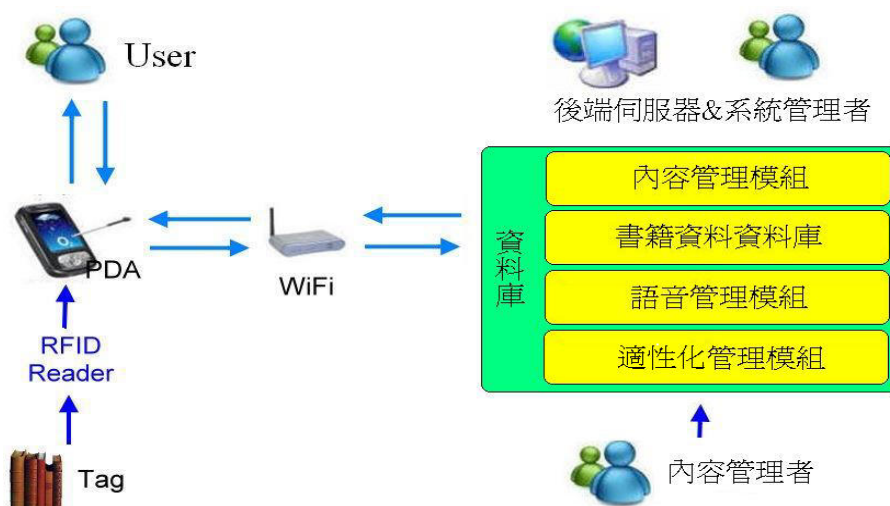 User
後端伺服器&系統管理者
PDA
WiFi
資料庫
內容管理模組
書籍資料資料庫
語音管理模組
適性化管理模組
RFID
Reader
Tag
內容管理者